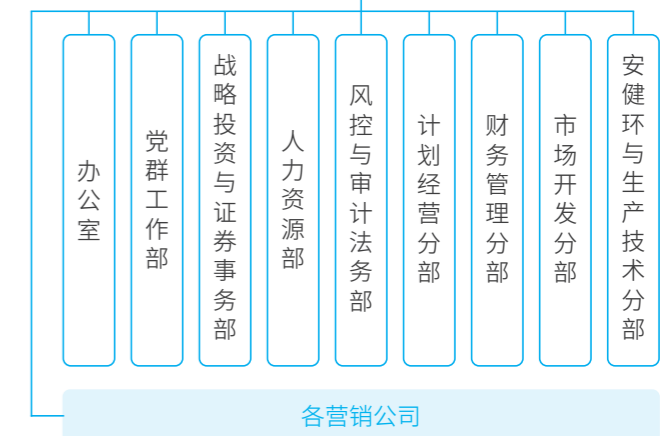 办公室
党群工作部
战略投资与证券事务部
人力资源部
风控与审计法务部
计划经营分部
财务管理分部
市场开发分部
安健环与生产技术分部
各营销公司